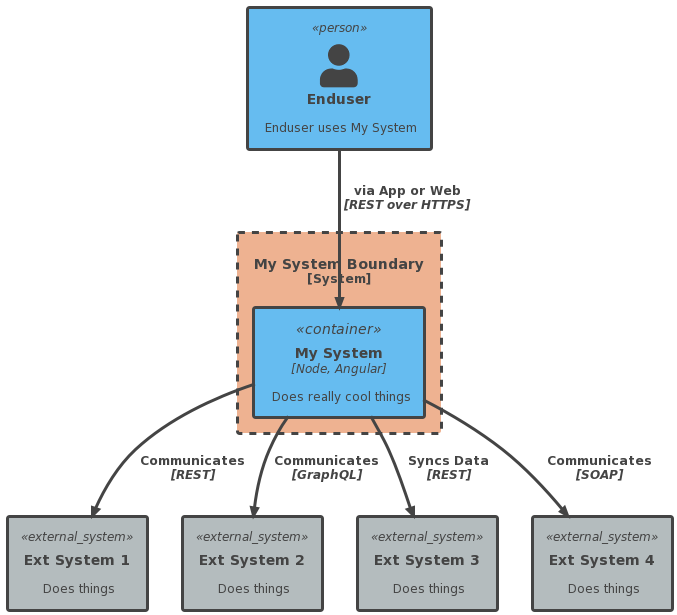 «person»
Enduser
Enduser uses My System
via App or Web
[REST over HTTPS]
My System Boundary
[System]
«container»
My System
[Node, Angular]
Does really cool things
Communicates
[REST]
Communicates
[GraphQL]
Syncs Data
[REST]
Communicates
[SOAP]
«external_system»
Ext System 1
Does things
«external_system»
Ext System 2
Does things
«external_system»
Ext System 3
Does things
«external_system»
Ext System 4
Does things